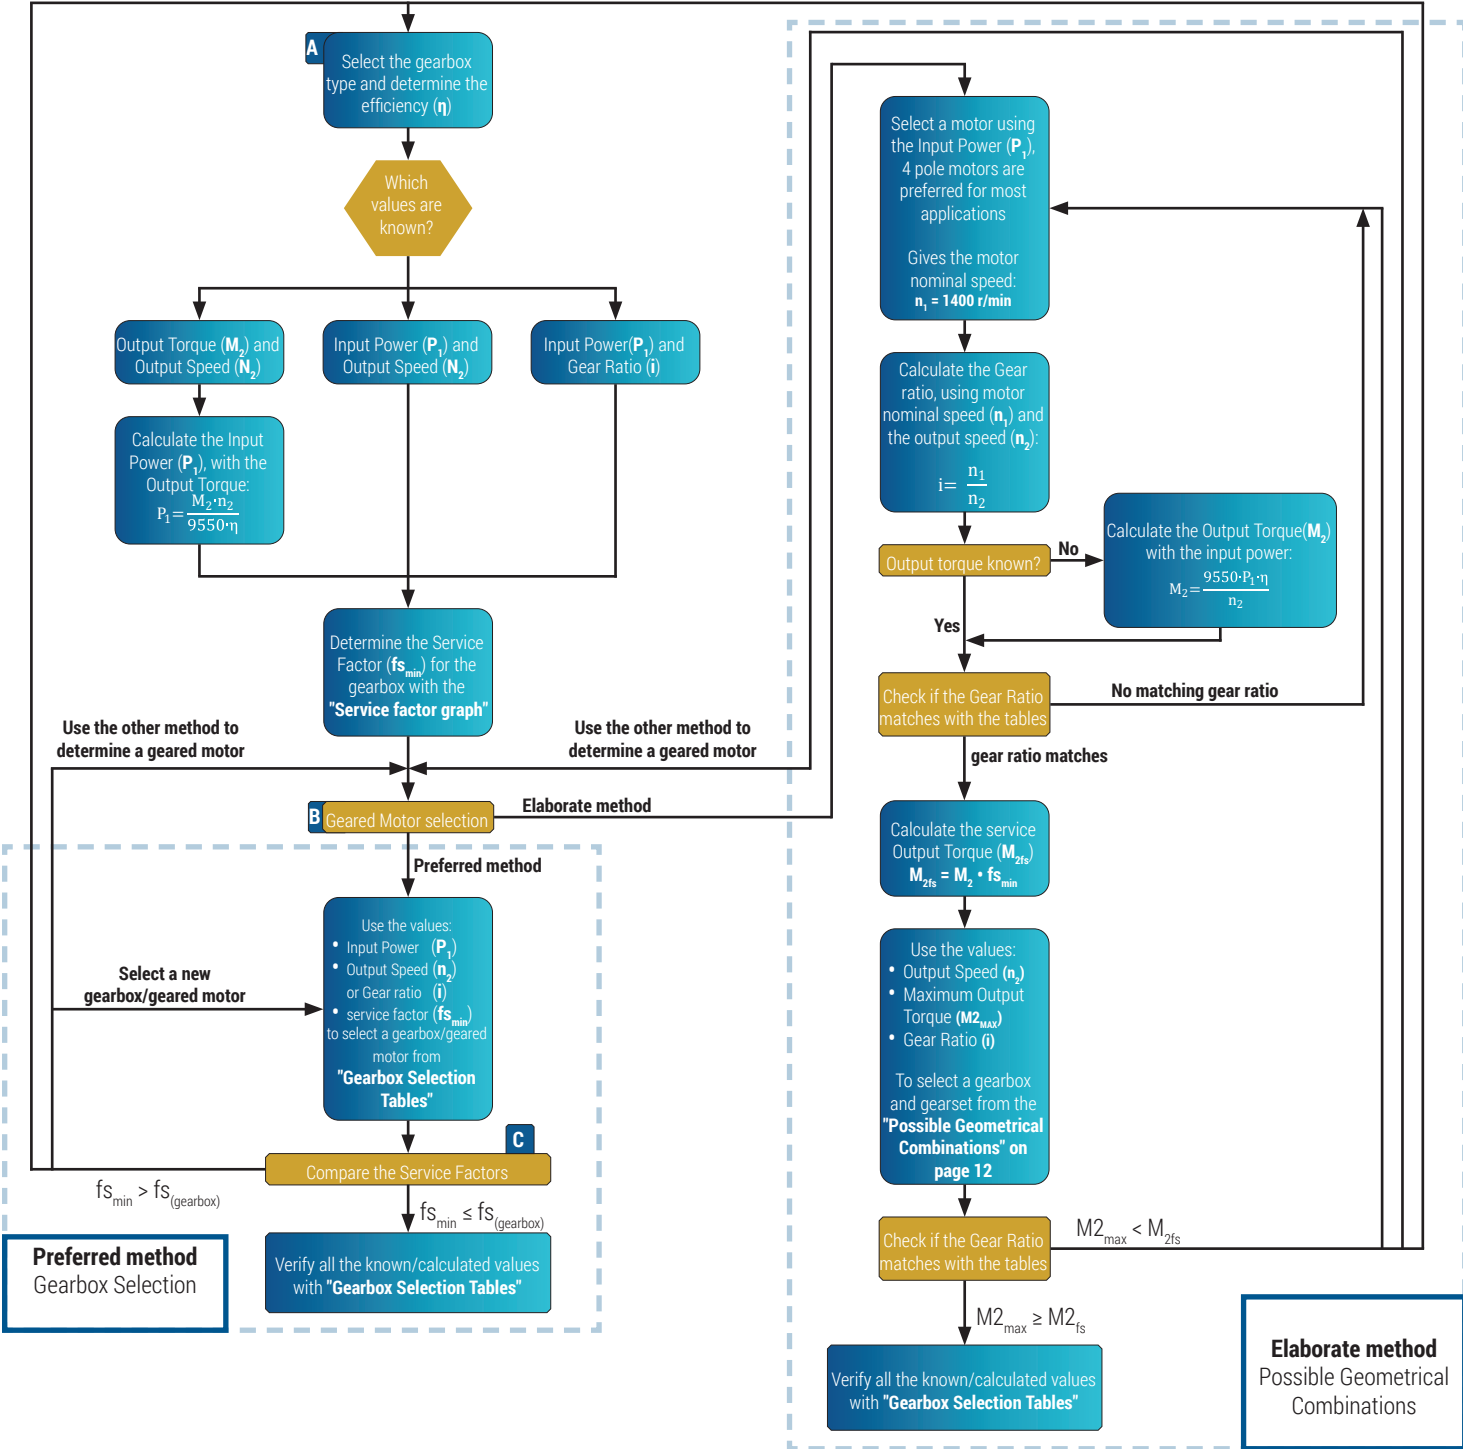 A
Select the gearbox
type and determine the
efficiency (η)
Which
values are
known?
Output Torque (M2) and
Output Speed (N2)
Input Power (P1) and
Output Speed (N2)
Input Power(P1) and
Gear Ratio (i)
Calculate the Input
Power (P1), with the
Output Torque:
P1= M2·n2 / 9550·η
Determine the Service
Factor (fsmin) for the
gearbox with the
"Service factor graph"
Use the other method to
determine a geared motor
Use the other method to
determine a geared motor
B
Geared Motor selection
Elaborate method
Preferred method
Use the values:
• Input Power (P1)
• Output Speed (n2)
or Gear ratio (i)
• service factor (fsmin)
to select a gearbox/geared
motor from
"Gearbox Selection
Tables"
Select a new
gearbox/geared motor
C
Compare the Service Factors
fsmin > fs(gearbox)
fsmin ≤ fs(gearbox)
Verify all the known/calculated values
with "Gearbox Selection Tables"
Preferred method
Gearbox Selection
Select a motor using
the Input Power (P1),
4 pole motors are
preferred for most
applications
Gives the motor
nominal speed:
n1 = 1400 r/min
Calculate the Gear
ratio, using motor
nominal speed (n1) and
the output speed (n2):
i= n1 / n2
Output torque known?
No
Calculate the Output Torque(M2)
with the input power:
M2= 9550·P1·η / n2
Yes
Check if the Gear Ratio
matches with the tables
No matching gear ratio
gear ratio matches
Calculate the service
Output Torque (M2fs)
M2fs = M2 • fsmin
Use the values:
• Output Speed (n2)
• Maximum Output
Torque (M2MAX)
• Gear Ratio (i)
To select a gearbox
and gearset from the
"Possible Geometrical
Combinations" on
page 12
Check if the Gear Ratio
matches with the tables
M2max < M2fs
M2max ≥ M2fs
Verify all the known/calculated values
with "Gearbox Selection Tables"
Elaborate method
Possible Geometrical
Combinations